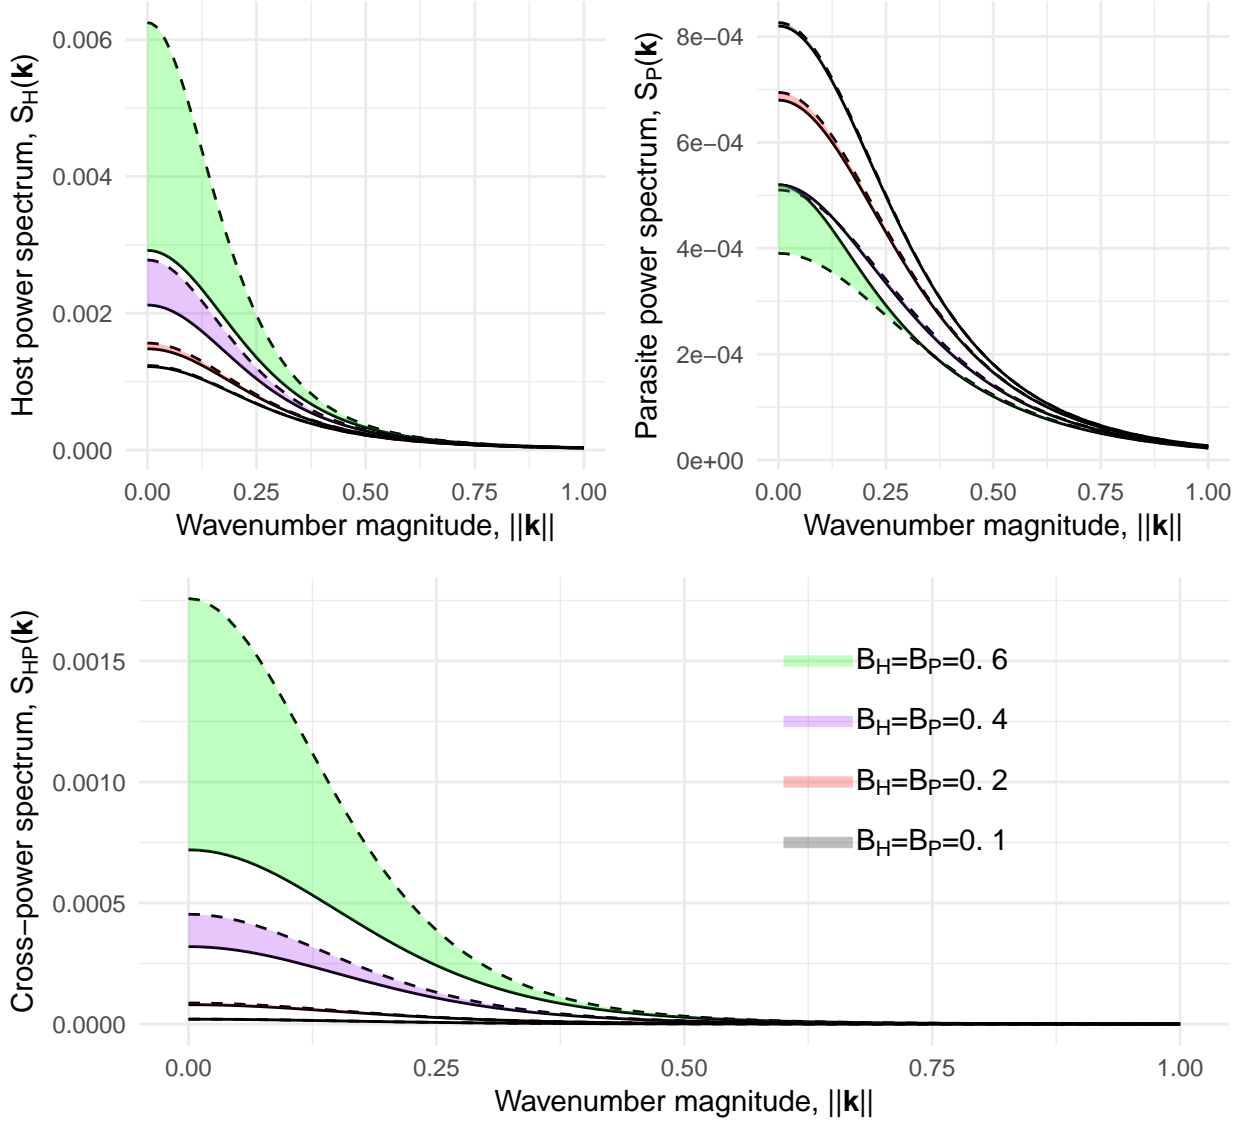 Host power spectrum, S_H(k)
0.006
0.004
0.002
0.000
0.00 0.25 0.50 0.75 1.00
Wavenumber magnitude, ||k||
Parasite power spectrum, S_P(k)
8e−04
6e−04
4e−04
2e−04
0e+00
0.00 0.25 0.50 0.75 1.00
Wavenumber magnitude, ||k||
Cross−power spectrum, S_HP(k)
0.0015
0.0010
0.0005
0.0000
0.00 0.25 0.50 0.75 1.00
Wavenumber magnitude, ||k||
B_H=B_P=0. 6
B_H=B_P=0. 4
B_H=B_P=0. 2
B_H=B_P=0. 1